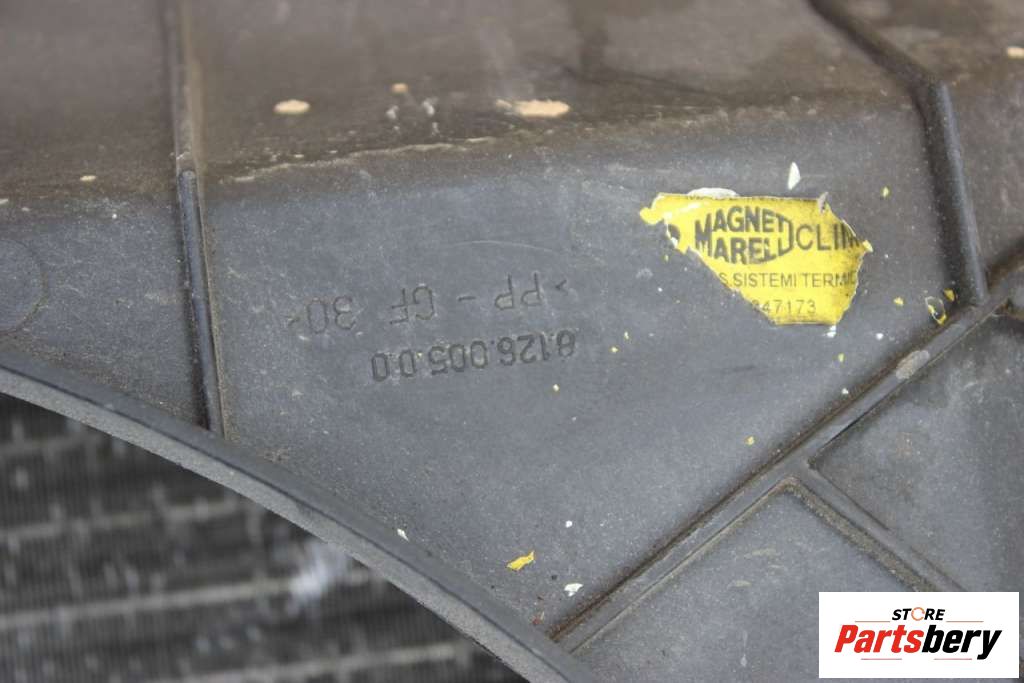 MAGNETI CLIM
MARELLI
SISTEMI TERMIC
847173
>PP - GF 30<
8.126.005.0.0
STORE
Partsbery